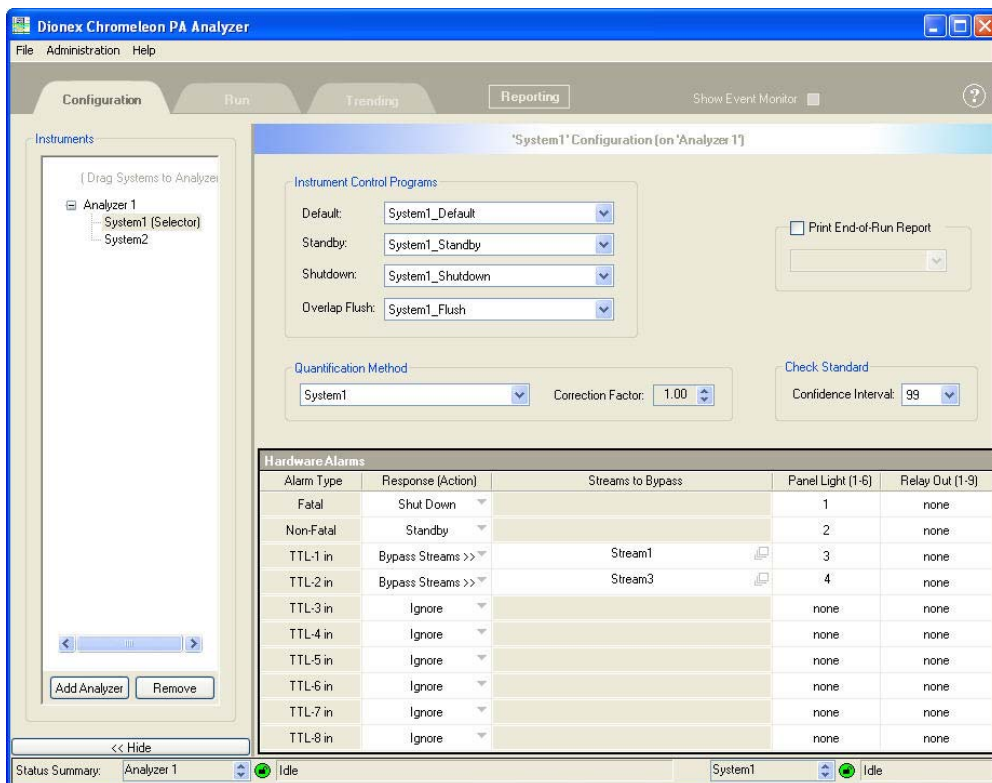 Dionex Chromeleon PA Analyzer
File Administration Help
Configuration Run Trending Reporting Show Event Monitor ?
Instruments
( Drag Systems to Analyzer
Analyzer 1
System1 (Selector)
System2
Add Analyzer Remove
<< Hide
'System1' Configuration (on 'Analyzer 1')
Instrument Control Programs
Default: System1_Default
Standby: System1_Standby
Shutdown: System1_Shutdown
Overlap Flush: System1_Flush
Print End-of-Run Report
Quantification Method
System1 Correction Factor: 1.00
Check Standard
Confidence Interval: 99
Hardware Alarms
Alarm Type Response (Action) Streams to Bypass Panel Light (1-6) Relay Out (1-9)
Fatal Shut Down 1 none
Non-Fatal Standby 2 none
TTL-1 in Bypass Streams >> Stream1 3 none
TTL-2 in Bypass Streams >> Stream3 4 none
TTL-3 in Ignore none none
TTL-4 in Ignore none none
TTL-5 in Ignore none none
TTL-6 in Ignore none none
TTL-7 in Ignore none none
TTL-8 in Ignore none none
Status Summary: Analyzer 1 Idle System1 Idle